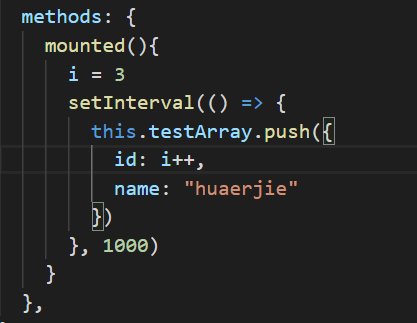 methods: {
mounted(){
i = 3
setInterval(() => {
this.testArray.push({
id: i++,
name: "huaerjie"
})
}, 1000)
}
},